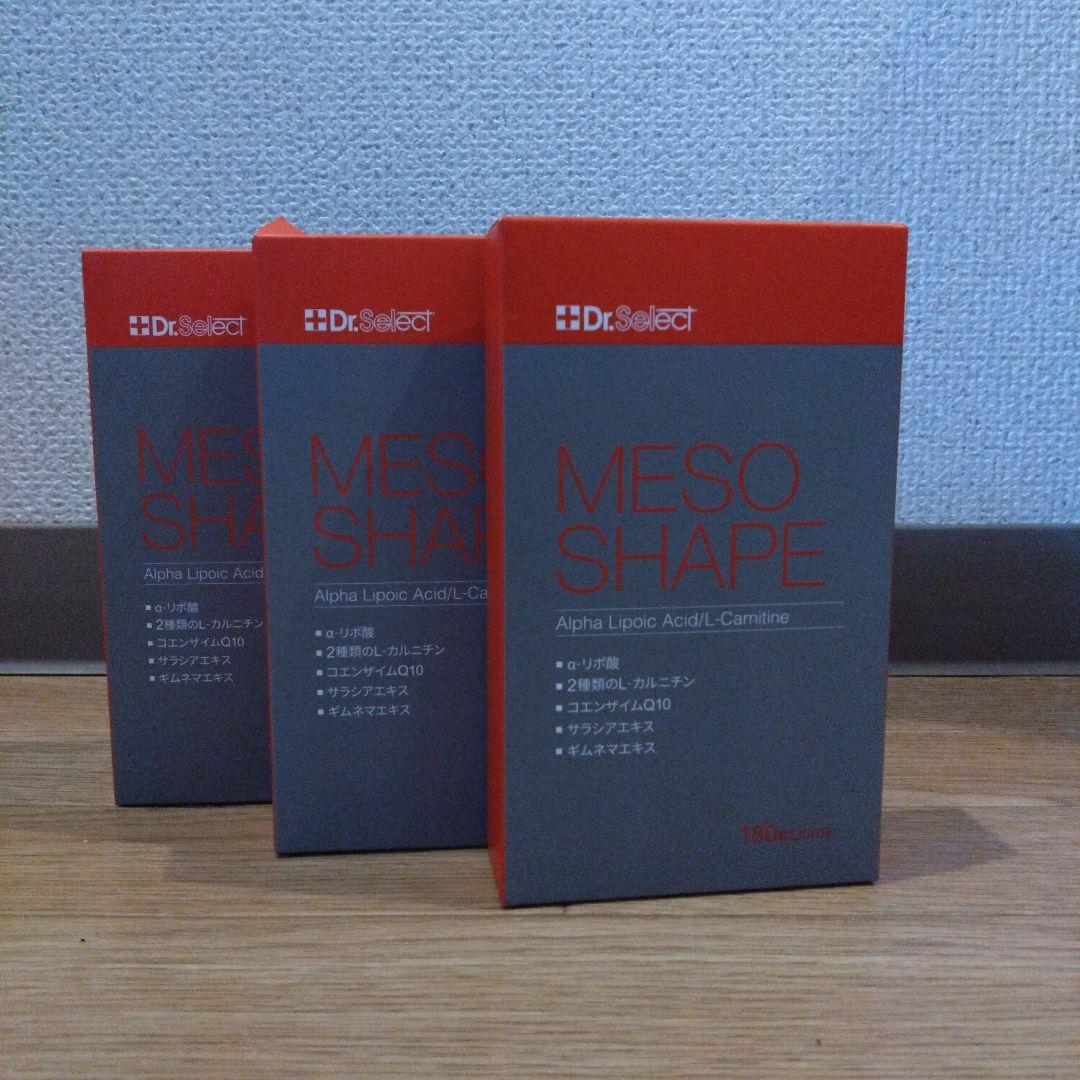 Dr.Select
MES
SHA
Alpha Lipoic Acid
■ α-リポ酸
■ 2種類のL-カルニチン
■ コエンザイムQ10
■ サラシアエキス
■ ギムネマエキス
Dr.Select
MESO
SHAP
Alpha Lipoic Acid/L-Ca
■ α-リポ酸
■ 2種類のL-カルニチン
■ コエンザイムQ10
■ サラシアエキス
■ ギムネマエキス
Dr.Select
MESO
SHAPE
Alpha Lipoic Acid/L-Carnitine
■ α-リポ酸
■ 2種類のL-カルニチン
■ コエンザイムQ10
■ サラシアエキス
■ ギムネマエキス
180粒